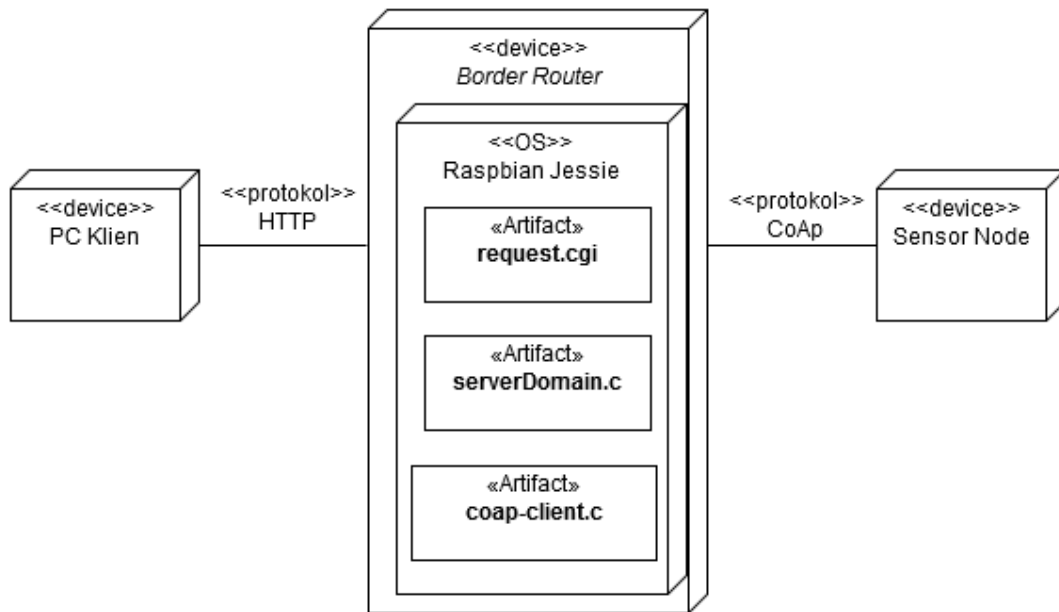 <<device>>
PC Klien
<<protokol>>
HTTP
<<device>>
Border Router
<<OS>>
Raspbian Jessie
«Artifact»
request.cgi
«Artifact»
serverDomain.c
«Artifact»
coap-client.c
<<protokol>>
CoAp
<<device>>
Sensor Node